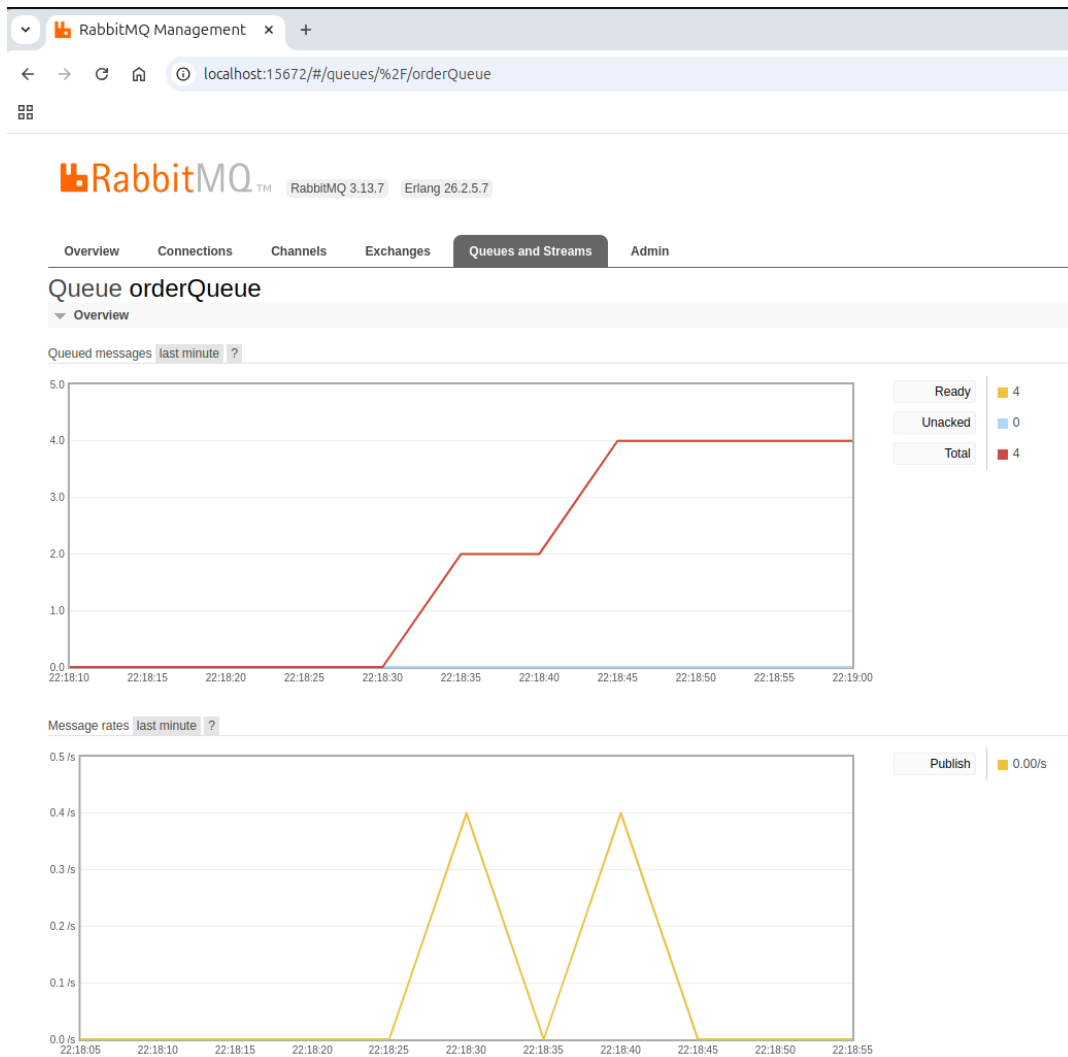 RabbitMQ Management
localhost:15672/#/queues/%2F/orderQueue
RabbitMQ TM RabbitMQ 3.13.7 Erlang 26.2.5.7
Overview Connections Channels Exchanges Queues and Streams Admin
Queue orderQueue
Overview
Queued messages last minute ?
5.0
4.0
3.0
2.0
1.0
0.0
22:18:10 22:18:15 22:18:20 22:18:25 22:18:30 22:18:35 22:18:40 22:18:45 22:18:50 22:18:55 22:19:00
Ready 4
Unacked 0
Total 4
Message rates last minute ?
0.5 /s
0.4 /s
0.3 /s
0.2 /s
0.1 /s
0.0 /s
22:18:05 22:18:10 22:18:15 22:18:20 22:18:25 22:18:30 22:18:35 22:18:40 22:18:45 22:18:50 22:18:55
Publish 0.00/s